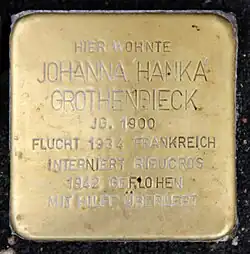 HIER WOHNTE
JOHANNA 'HANKA'
GROTHENDIECK
JG. 1900
FLUCHT 1934 FRANKREICH
INTERNIERT RIEUCROS
1942 GEFLOHEN
MIT HILFE ÜBERLEBT